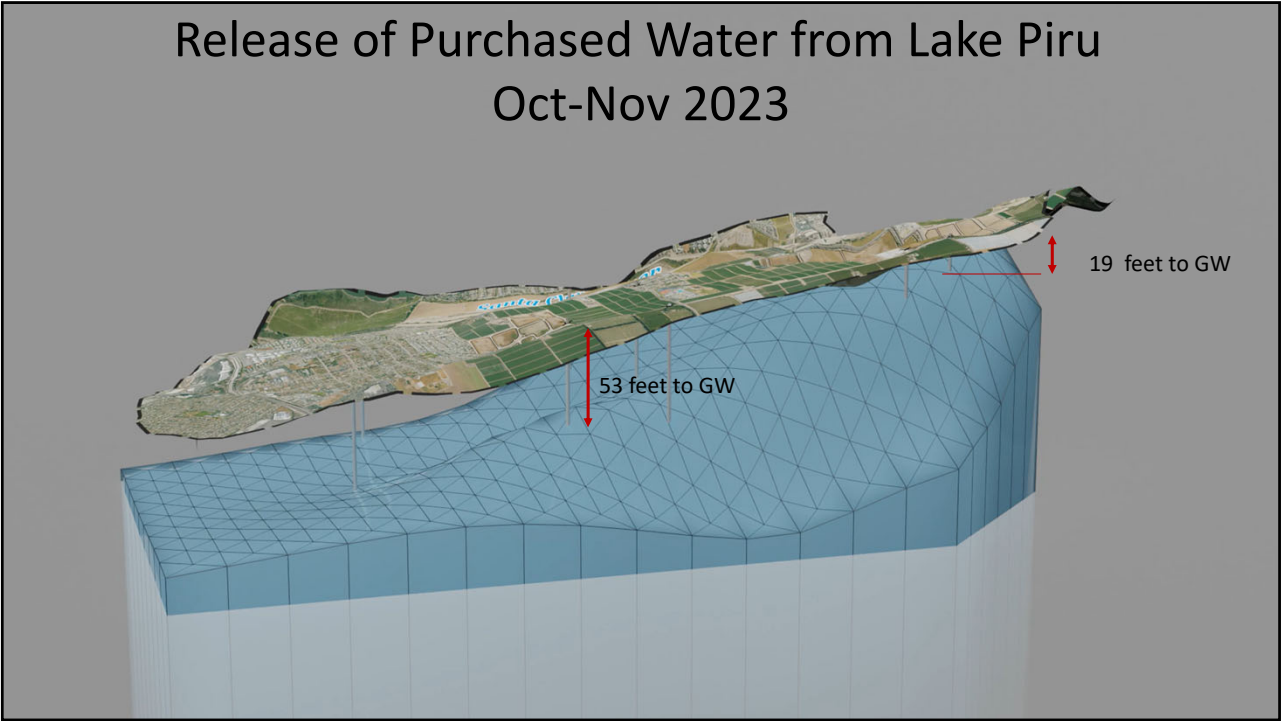 Release of Purchased Water from Lake Piru
Oct-Nov 2023
19 feet to GW
53 feet to GW